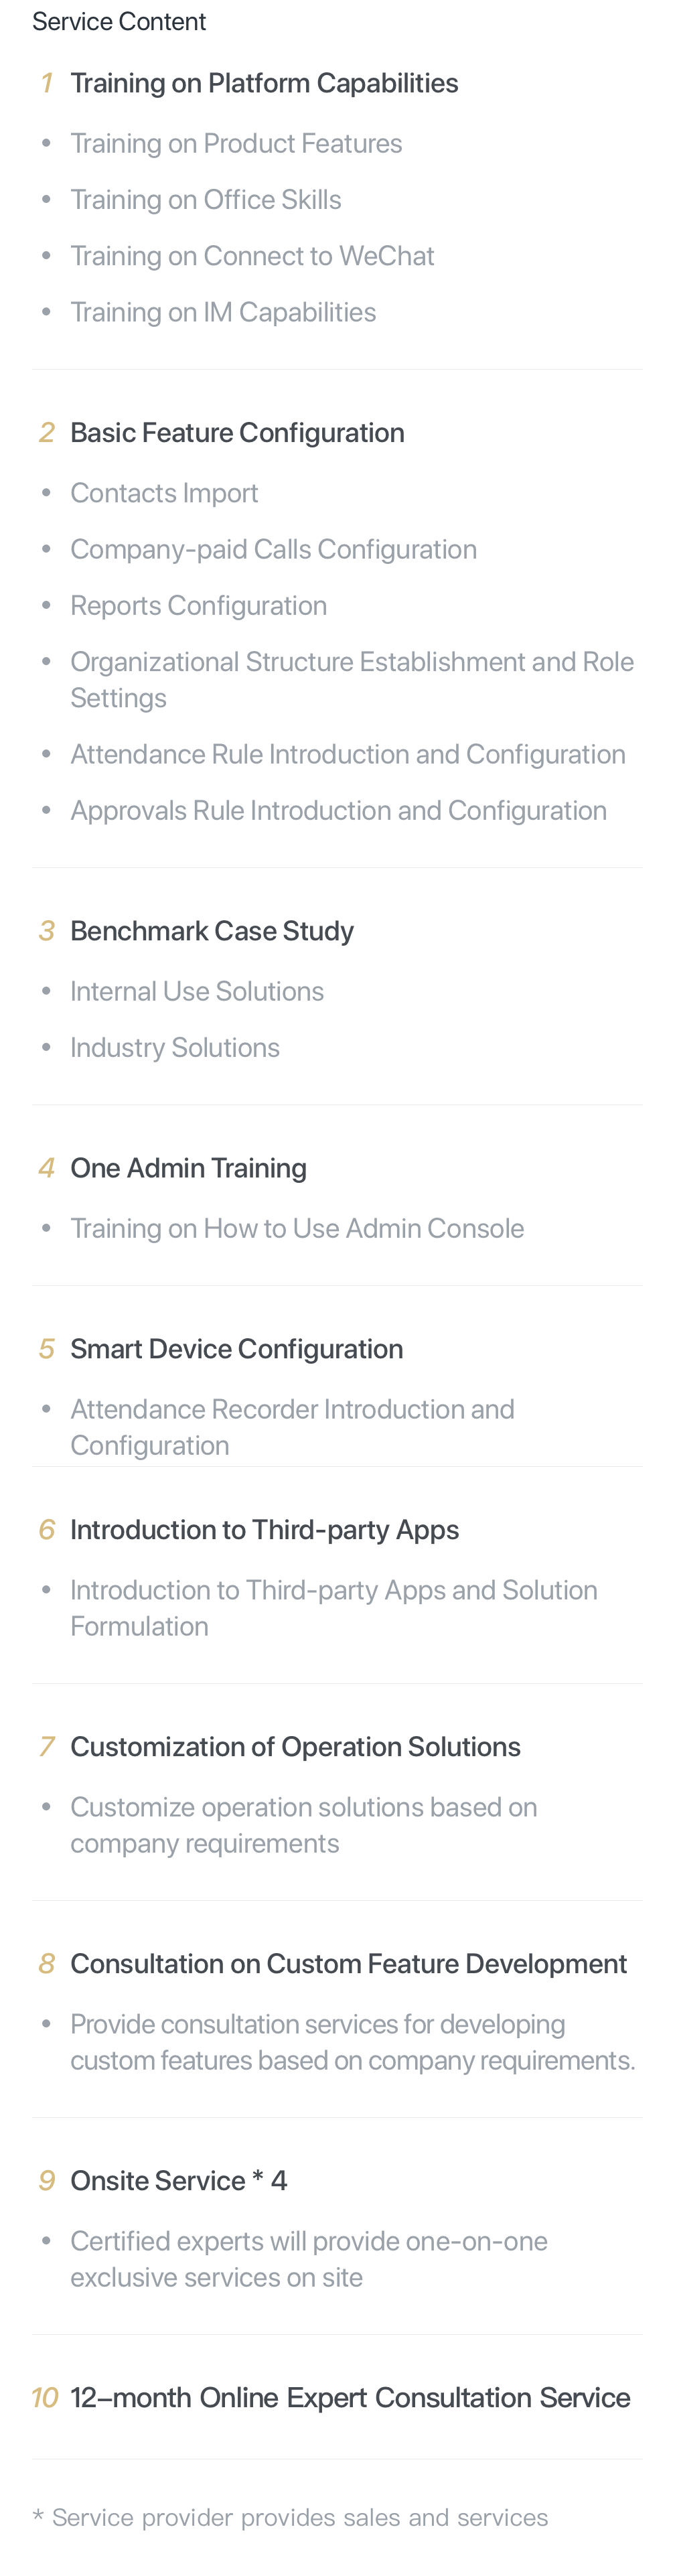 Service Content
1 Training on Platform Capabilities
• Training on Product Features
• Training on Office Skills
• Training on Connect to WeChat
• Training on IM Capabilities
2 Basic Feature Configuration
• Contacts Import
• Company-paid Calls Configuration
• Reports Configuration
• Organizational Structure Establishment and Role
Settings
• Attendance Rule Introduction and Configuration
• Approvals Rule Introduction and Configuration
3 Benchmark Case Study
• Internal Use Solutions
• Industry Solutions
4 One Admin Training
• Training on How to Use Admin Console
5 Smart Device Configuration
• Attendance Recorder Introduction and
Configuration
6 Introduction to Third-party Apps
• Introduction to Third-party Apps and Solution
Formulation
7 Customization of Operation Solutions
• Customize operation solutions based on
company requirements
8 Consultation on Custom Feature Development
• Provide consultation services for developing
custom features based on company requirements.
9 Onsite Service * 4
• Certified experts will provide one-on-one
exclusive services on site
10 12–month Online Expert Consultation Service
* Service provider provides sales and services